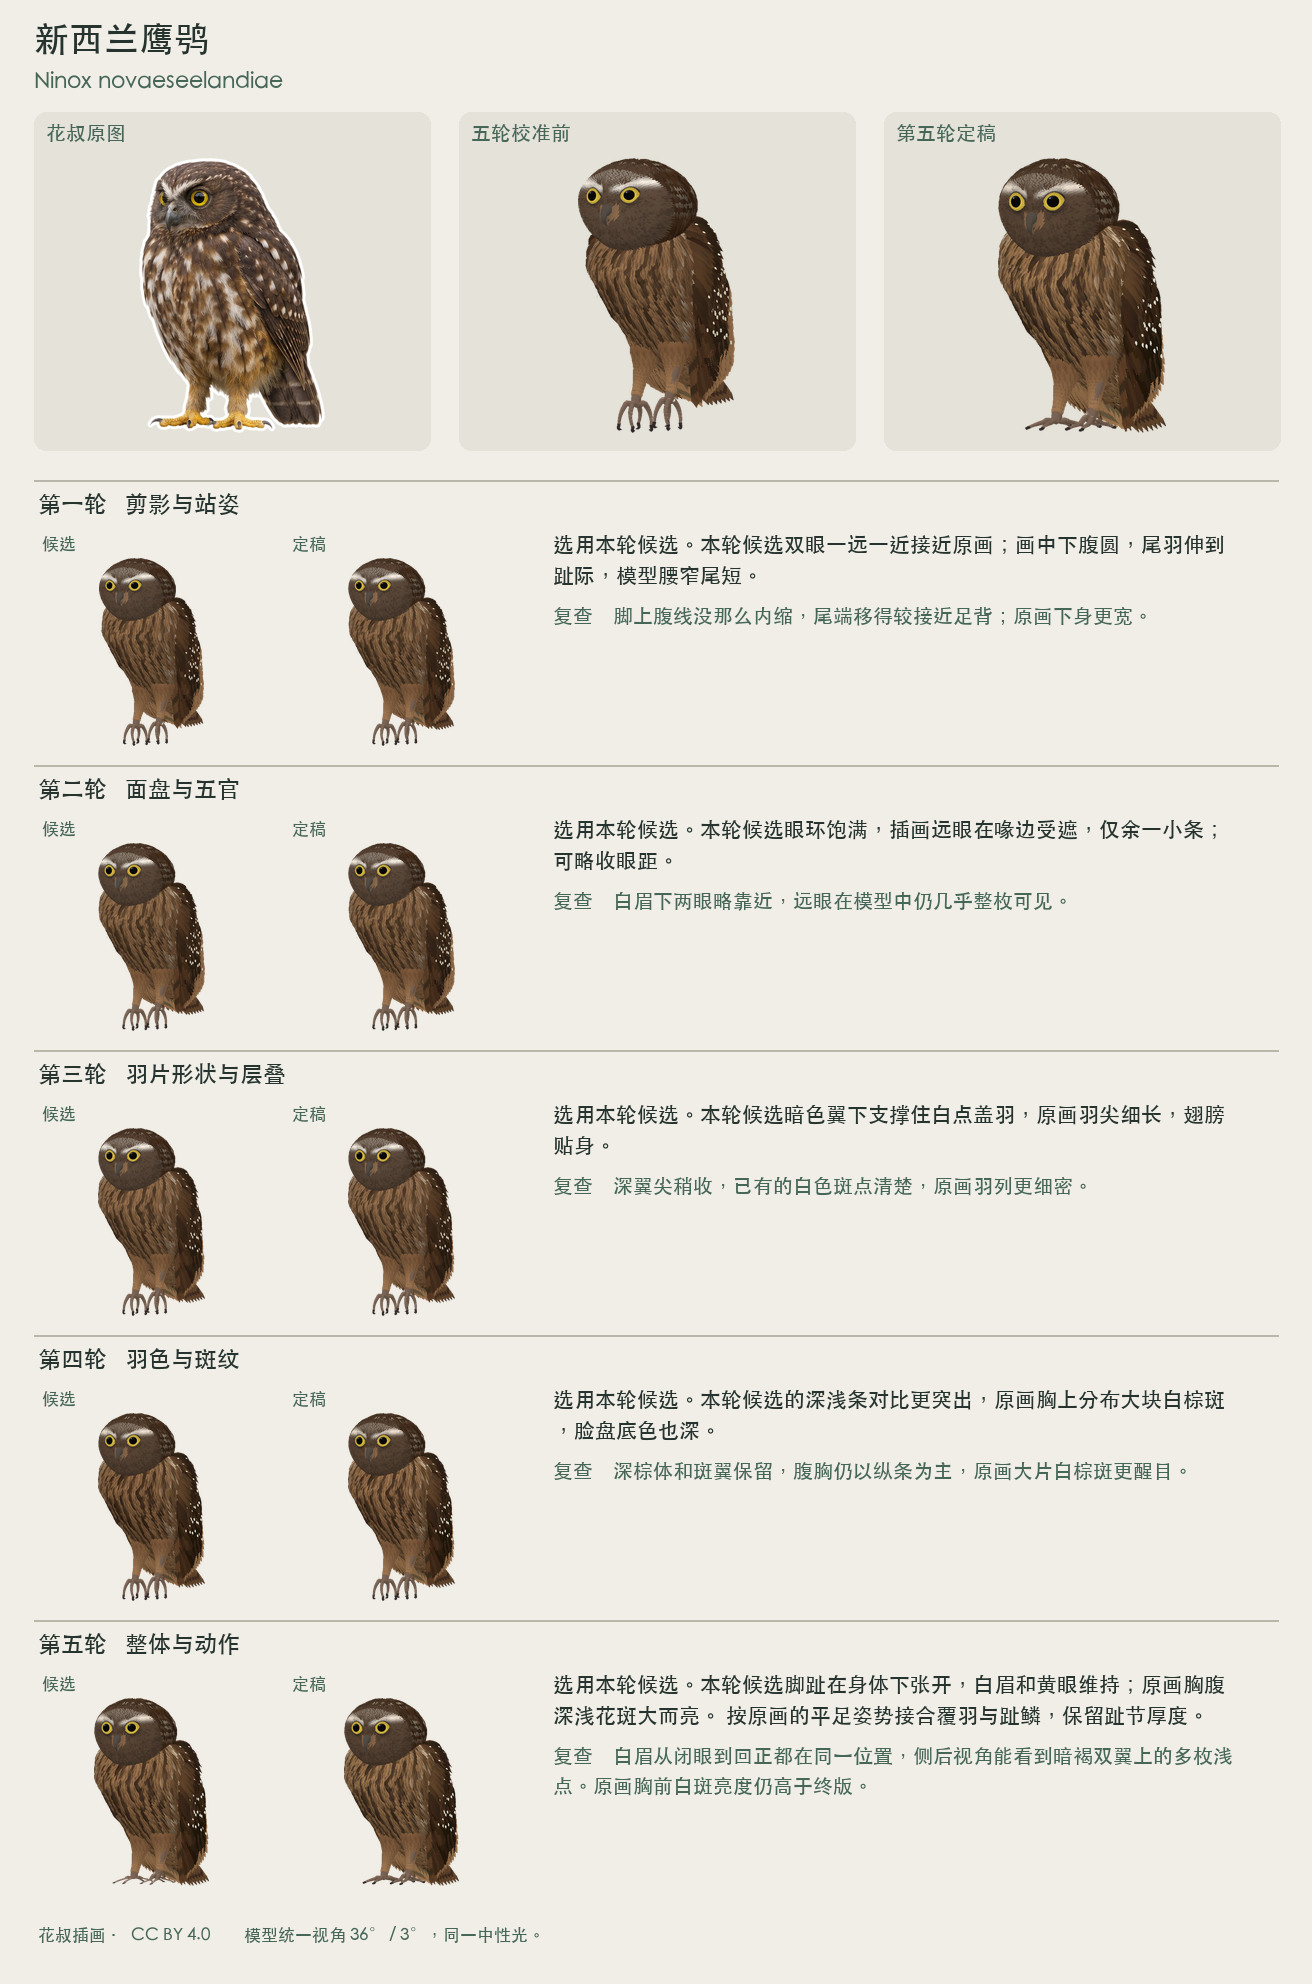 新西兰鹰鸮
Ninox novaeseelandiae
花叔原图
五轮校准前
第五轮定稿
第一轮 剪影与站姿
候选
定稿
选用本轮候选。本轮候选双眼一远一近接近原画；画中下腹圆，尾羽伸到
趾际，模型腰窄尾短。
复查 脚上腹线没那么内缩，尾端移得较接近足背；原画下身更宽。
第二轮 面盘与五官
候选
定稿
选用本轮候选。本轮候选眼环饱满，插画远眼在喙边受遮，仅余一小条；
可略收眼距。
复查 白眉下两眼略靠近，远眼在模型中仍几乎整枚可见。
第三轮 羽片形状与层叠
候选
定稿
选用本轮候选。本轮候选暗色翼下支撑住白点盖羽，原画羽尖细长，翅膀
贴身。
复查 深翼尖稍收，已有的白色斑点清楚，原画羽列更细密。
第四轮 羽色与斑纹
候选
定稿
选用本轮候选。本轮候选的深浅条对比更突出，原画胸上分布大块白棕斑
，脸盘底色也深。
复查 深棕体和斑翼保留，腹胸仍以纵条为主，原画大片白棕斑更醒目。
第五轮 整体与动作
候选
定稿
选用本轮候选。本轮候选脚趾在身体下张开，白眉和黄眼维持；原画胸腹
深浅花斑大而亮。 按原画的平足姿势接合覆羽与趾鳞，保留趾节厚度。
复查 白眉从闭眼到回正都在同一位置，侧后视角能看到暗褐双翼上的多枚浅
点。原画胸前白斑亮度仍高于终版。
花叔插画 · CC BY 4.0 模型统一视角 36° / 3° ，同一中性光。